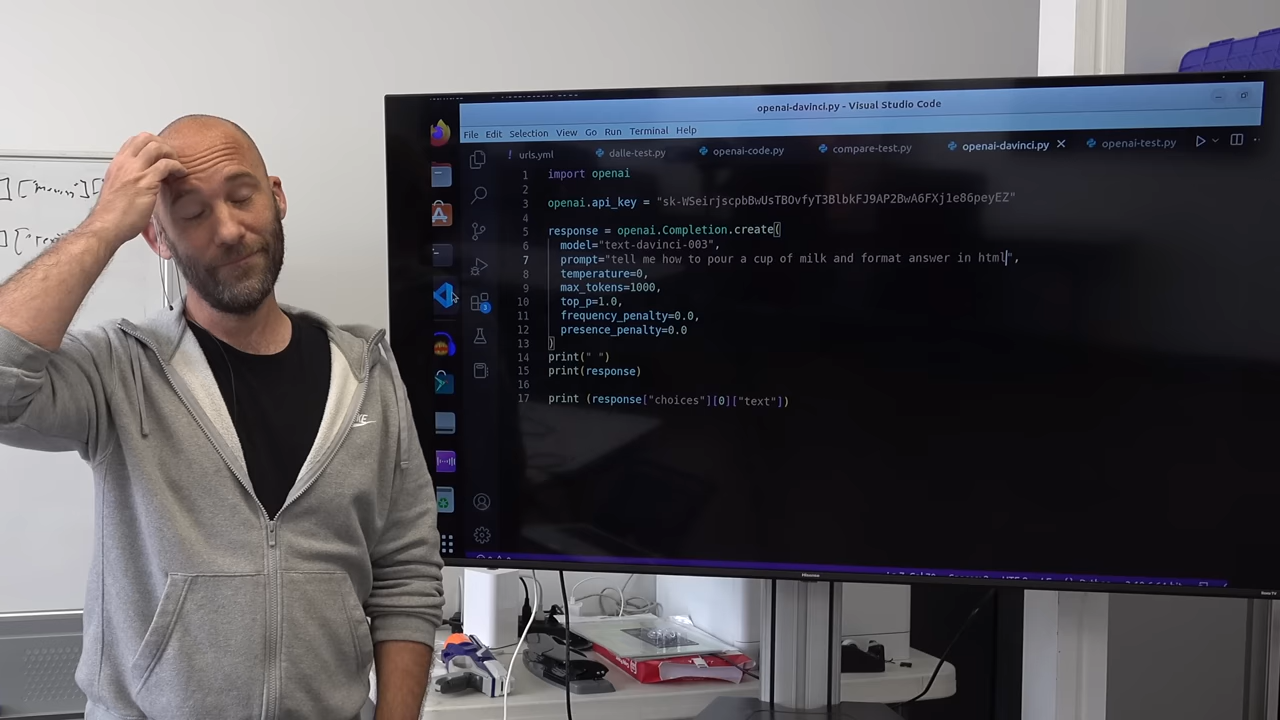 openai-davinci.py - Visual Studio Code
File Edit Selection View Go Run Terminal Help
! urls.yml dalle-test.py openai-code.py compare-test.py openai-davinci.py openai-test.py
1 import openai
2
3 openai.api_key =
4
5 response = openai.Completion.create(
6 model="text-davinci-003",
7 prompt="tell me how to pour a cup of milk and format answer in html",
8 temperature=0,
9 max_tokens=1000,
10 top_p=1.0,
11 frequency_penalty=0.0,
12 presence_penalty=0.0
13 )
14 print(" ")
15 print(response)
16
17 print (response["choices"][0]["text"])
Hisense
Roku TV